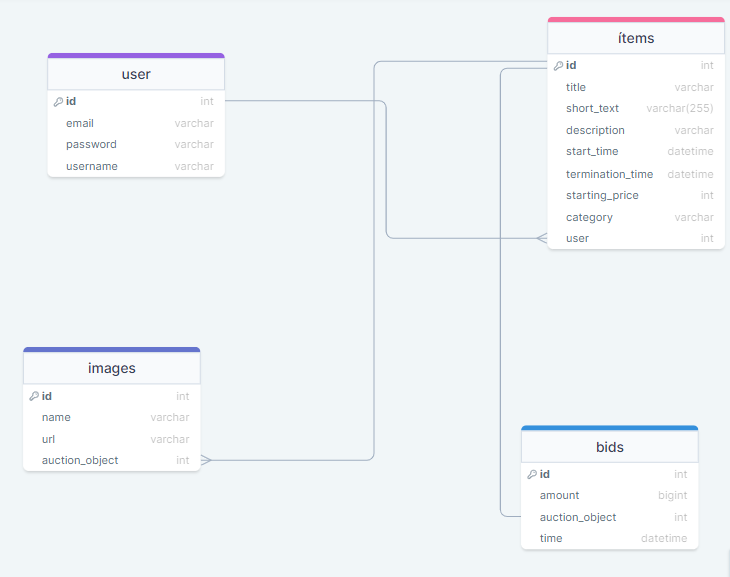 user
id int
email varchar
password varchar
username varchar
ítems
id int
title varchar
short_text varchar(255)
description varchar
start_time datetime
termination_time datetime
starting_price int
category varchar
user int
images
id int
name varchar
url varchar
auction_object int
bids
id int
amount bigint
auction_object int
time datetime